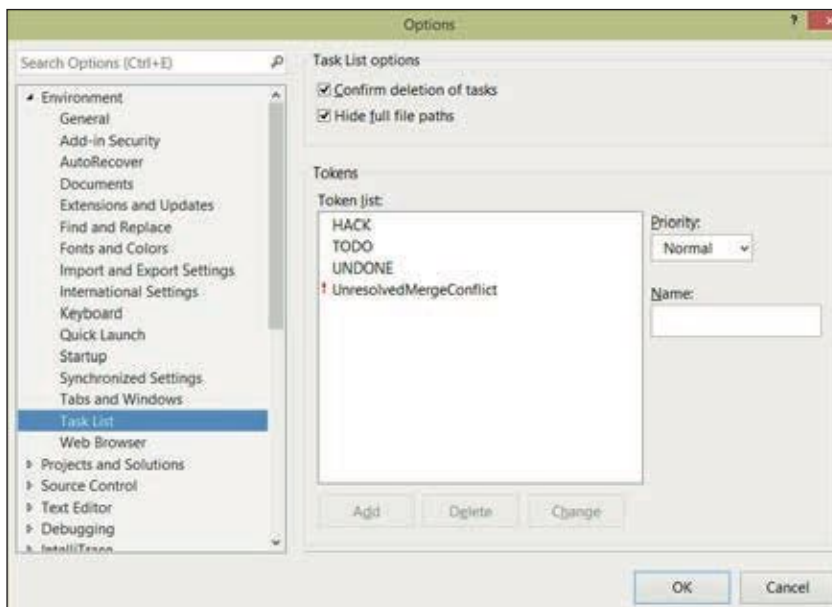 Options
?
Search Options (Ctrl+E)
Environment
General
Add-in Security
AutoRecover
Documents
Extensions and Updates
Find and Replace
Fonts and Colors
Import and Export Settings
International Settings
Keyboard
Quick Launch
Startup
Synchronized Settings
Tabs and Windows
Task List
Web Browser
Projects and Solutions
Source Control
Text Editor
Debugging
IntelliTrace
Task List options
Confirm deletion of tasks
Hide full file paths
Tokens
Token list:
HACK
TODO
UNDONE
! UnresolvedMergeConflict
Priority:
Normal
Name:
Add
Delete
Change
OK
Cancel